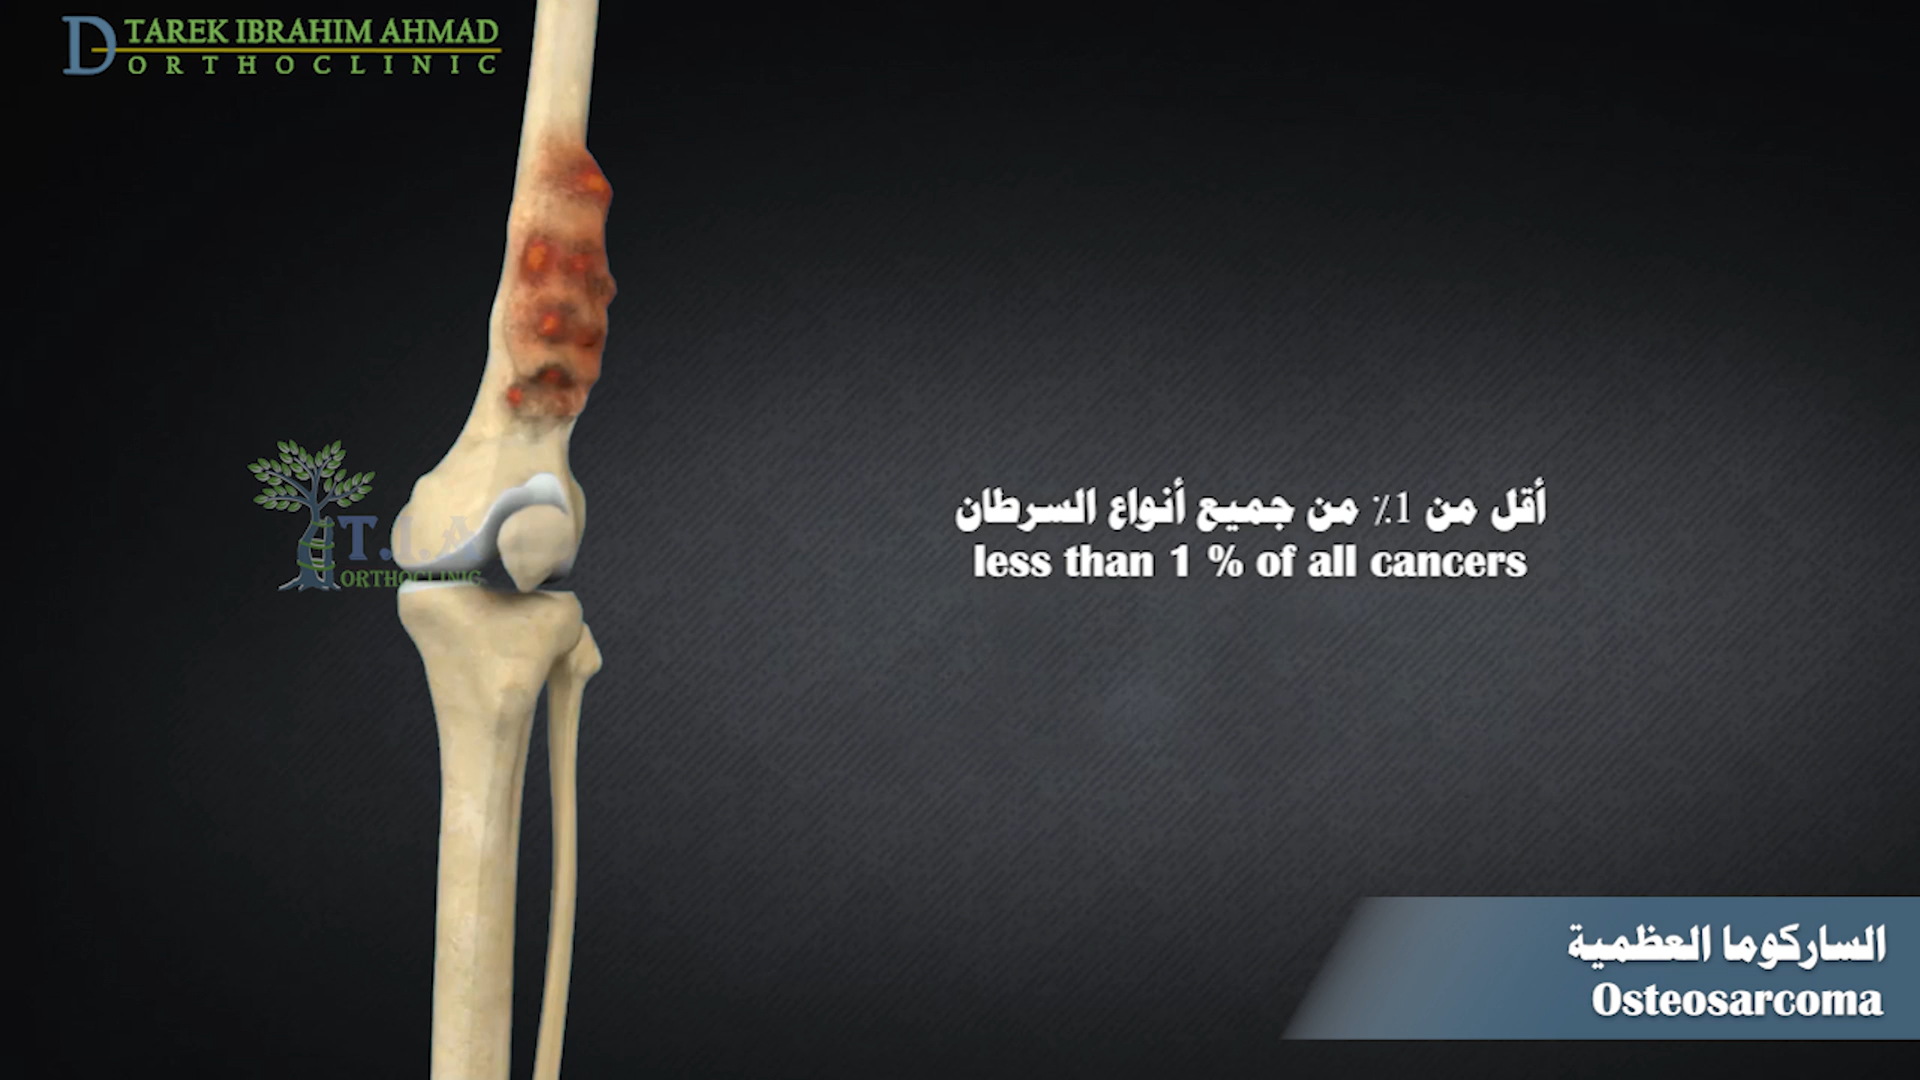 D TAREK IBRAHIM AHMAD
ORTHOCLINIC
T.I.A
ORTHOCLINIC
أقل من 1٪ من جميع أنواع السرطان
less than 1 % of all cancers
الساركوما العظمية
Osteosarcoma